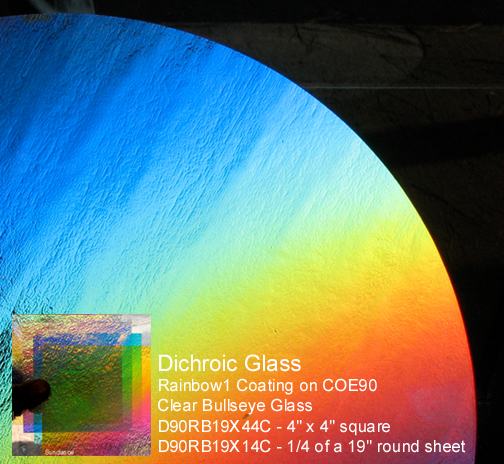 Dichroic Glass
Rainbow1 Coating on COE90
Clear Bullseye Glass
D90RB19X44C - 4" x 4" square
D90RB19X14C - 1/4 of a 19" round sheet
Sundance